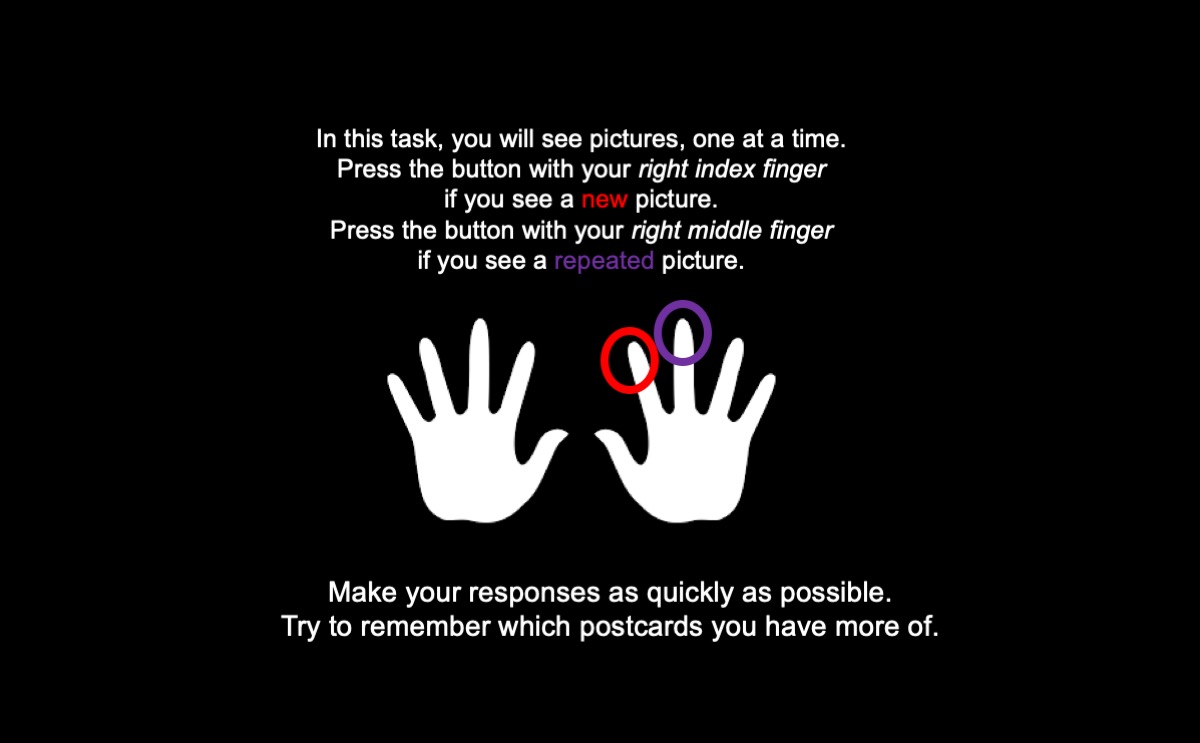 In this task, you will see pictures, one at a time.
Press the button with your right index finger
if you see a new picture.
Press the button with your right middle finger
if you see a repeated picture.
Make your responses as quickly as possible.
Try to remember which postcards you have more of.